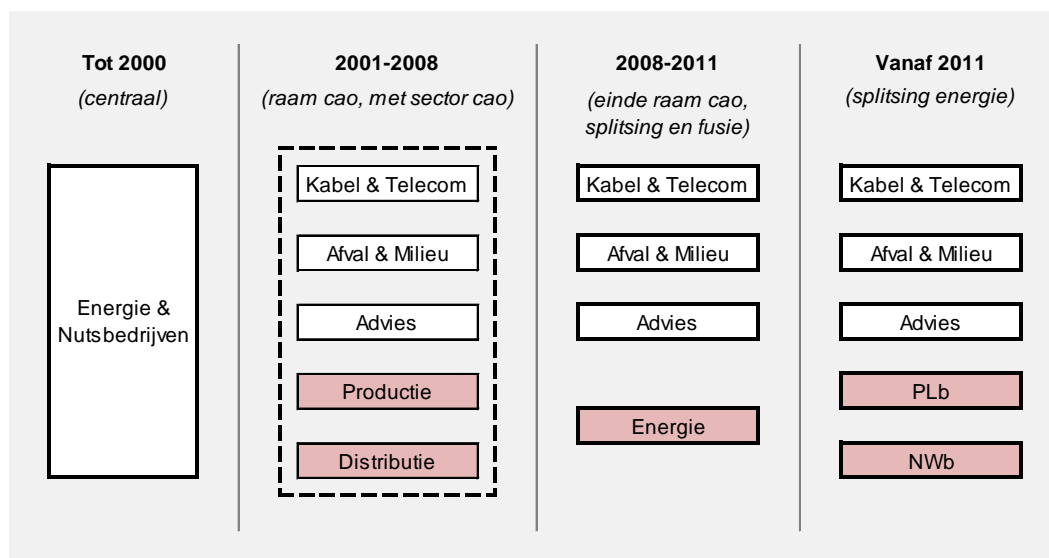 Tot 2000
(centraal)
Energie &
Nutsbedrijven
2001-2008
(raam cao, met sector cao)
Kabel & Telecom
Afval & Milieu
Advies
Productie
Distributie
2008-2011
(einde raam cao,
splitsing en fusie)
Kabel & Telecom
Afval & Milieu
Advies
Energie
Vanaf 2011
(splitsing energie)
Kabel & Telecom
Afval & Milieu
Advies
PLb
NWb